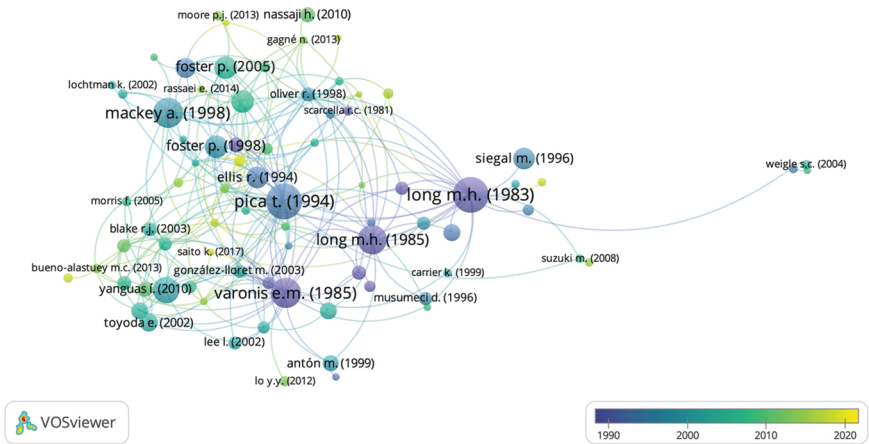 moore p.j. (2013)
nassaji h. (2010)
gagné n. (2013)
foster p. (2005)
lochtman k. (2002)
rassaei e. (2014)
oliver r. (1998)
mackey a. (1998)
scarcella r.c. (1981)
foster p. (1998)
siegal m. (1996)
weigle s.c. (2004)
ellis r. (1994)
long m.h. (1983)
morris f. (2005)
pica t. (1994)
blake r.j. (2003)
long m.h. (1985)
saito k. (2017)
suzuki m. (2008)
bueno-alastuey m.c. (2013)
gonzález-lloret m. (2003)
carrier k. (1999)
yanguas í. (2010)
varonis e.m. (1985)
musumeci d. (1996)
toyoda e. (2002)
lee l. (2002)
antón m. (1999)
lo y.y. (2012)
VOSviewer
1990 2000 2010 2020